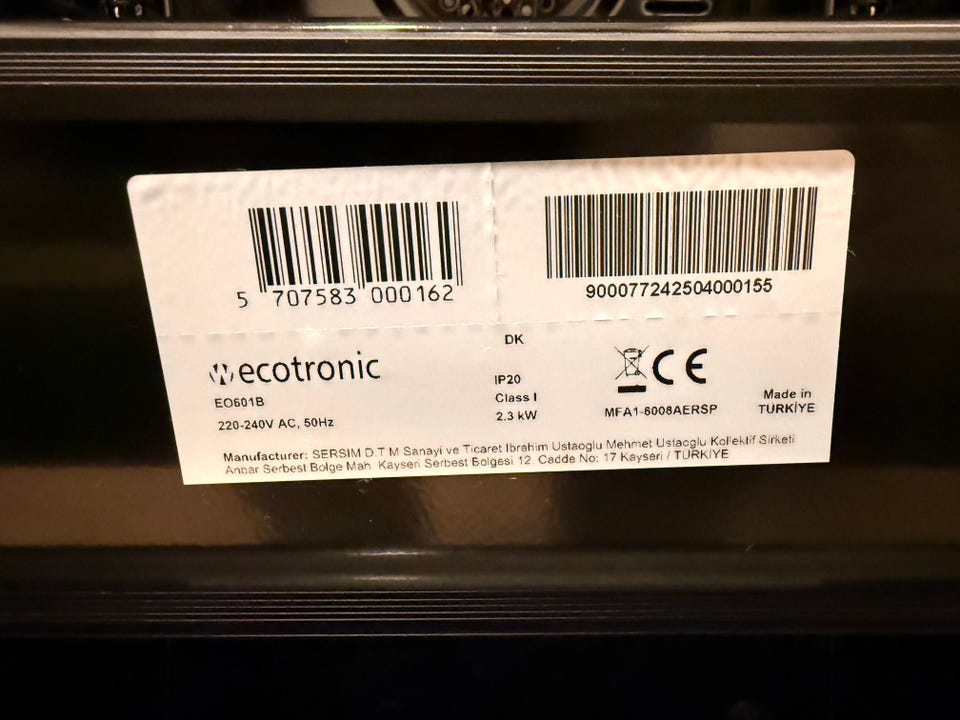 5 707583 000162
900077242504000155
ecotronic
EO601B
220-240V AC, 50Hz
DK
IP20
Class I
2.3 kW
CE
MFA1-6008AERSP
Made in
TÜRKİYE
Manufacturer: SERSIM D.T M Sanayi ve Ticaret Ibrahim Ustaoglu Mehmet Ustaoglu Kollektif Sirketi
Anbar Serbest Bolge Mah. Kayseri Serbest Bolgesi 12. Cadde No: 17 Kayseri / TÜRKİYE